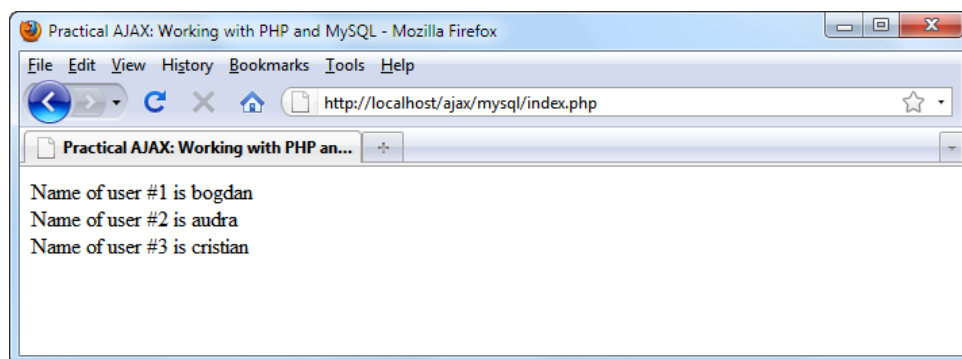 Practical AJAX: Working with PHP and MySQL - Mozilla Firefox
File Edit View History Bookmarks Tools Help
http://localhost/ajax/mysql/index.php
Practical AJAX: Working with PHP an...
Name of user #1 is bogdan
Name of user #2 is audra
Name of user #3 is cristian